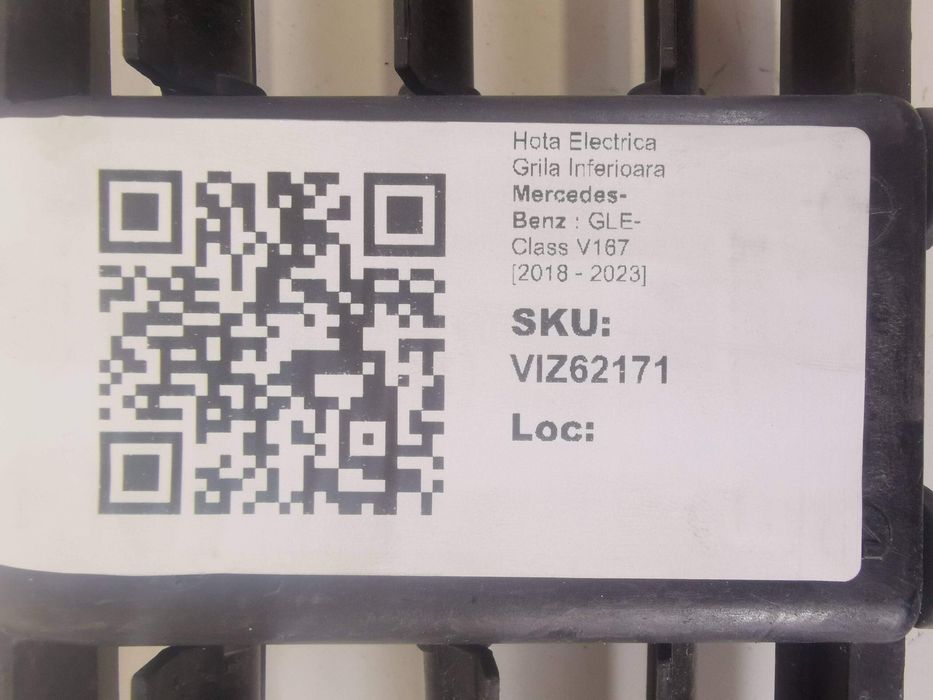 Hota Electrica
Grila Inferioara
Mercedes-
Benz : GLE-
Class V167
[2018 - 2023]
SKU:
VIZ62171
Loc: